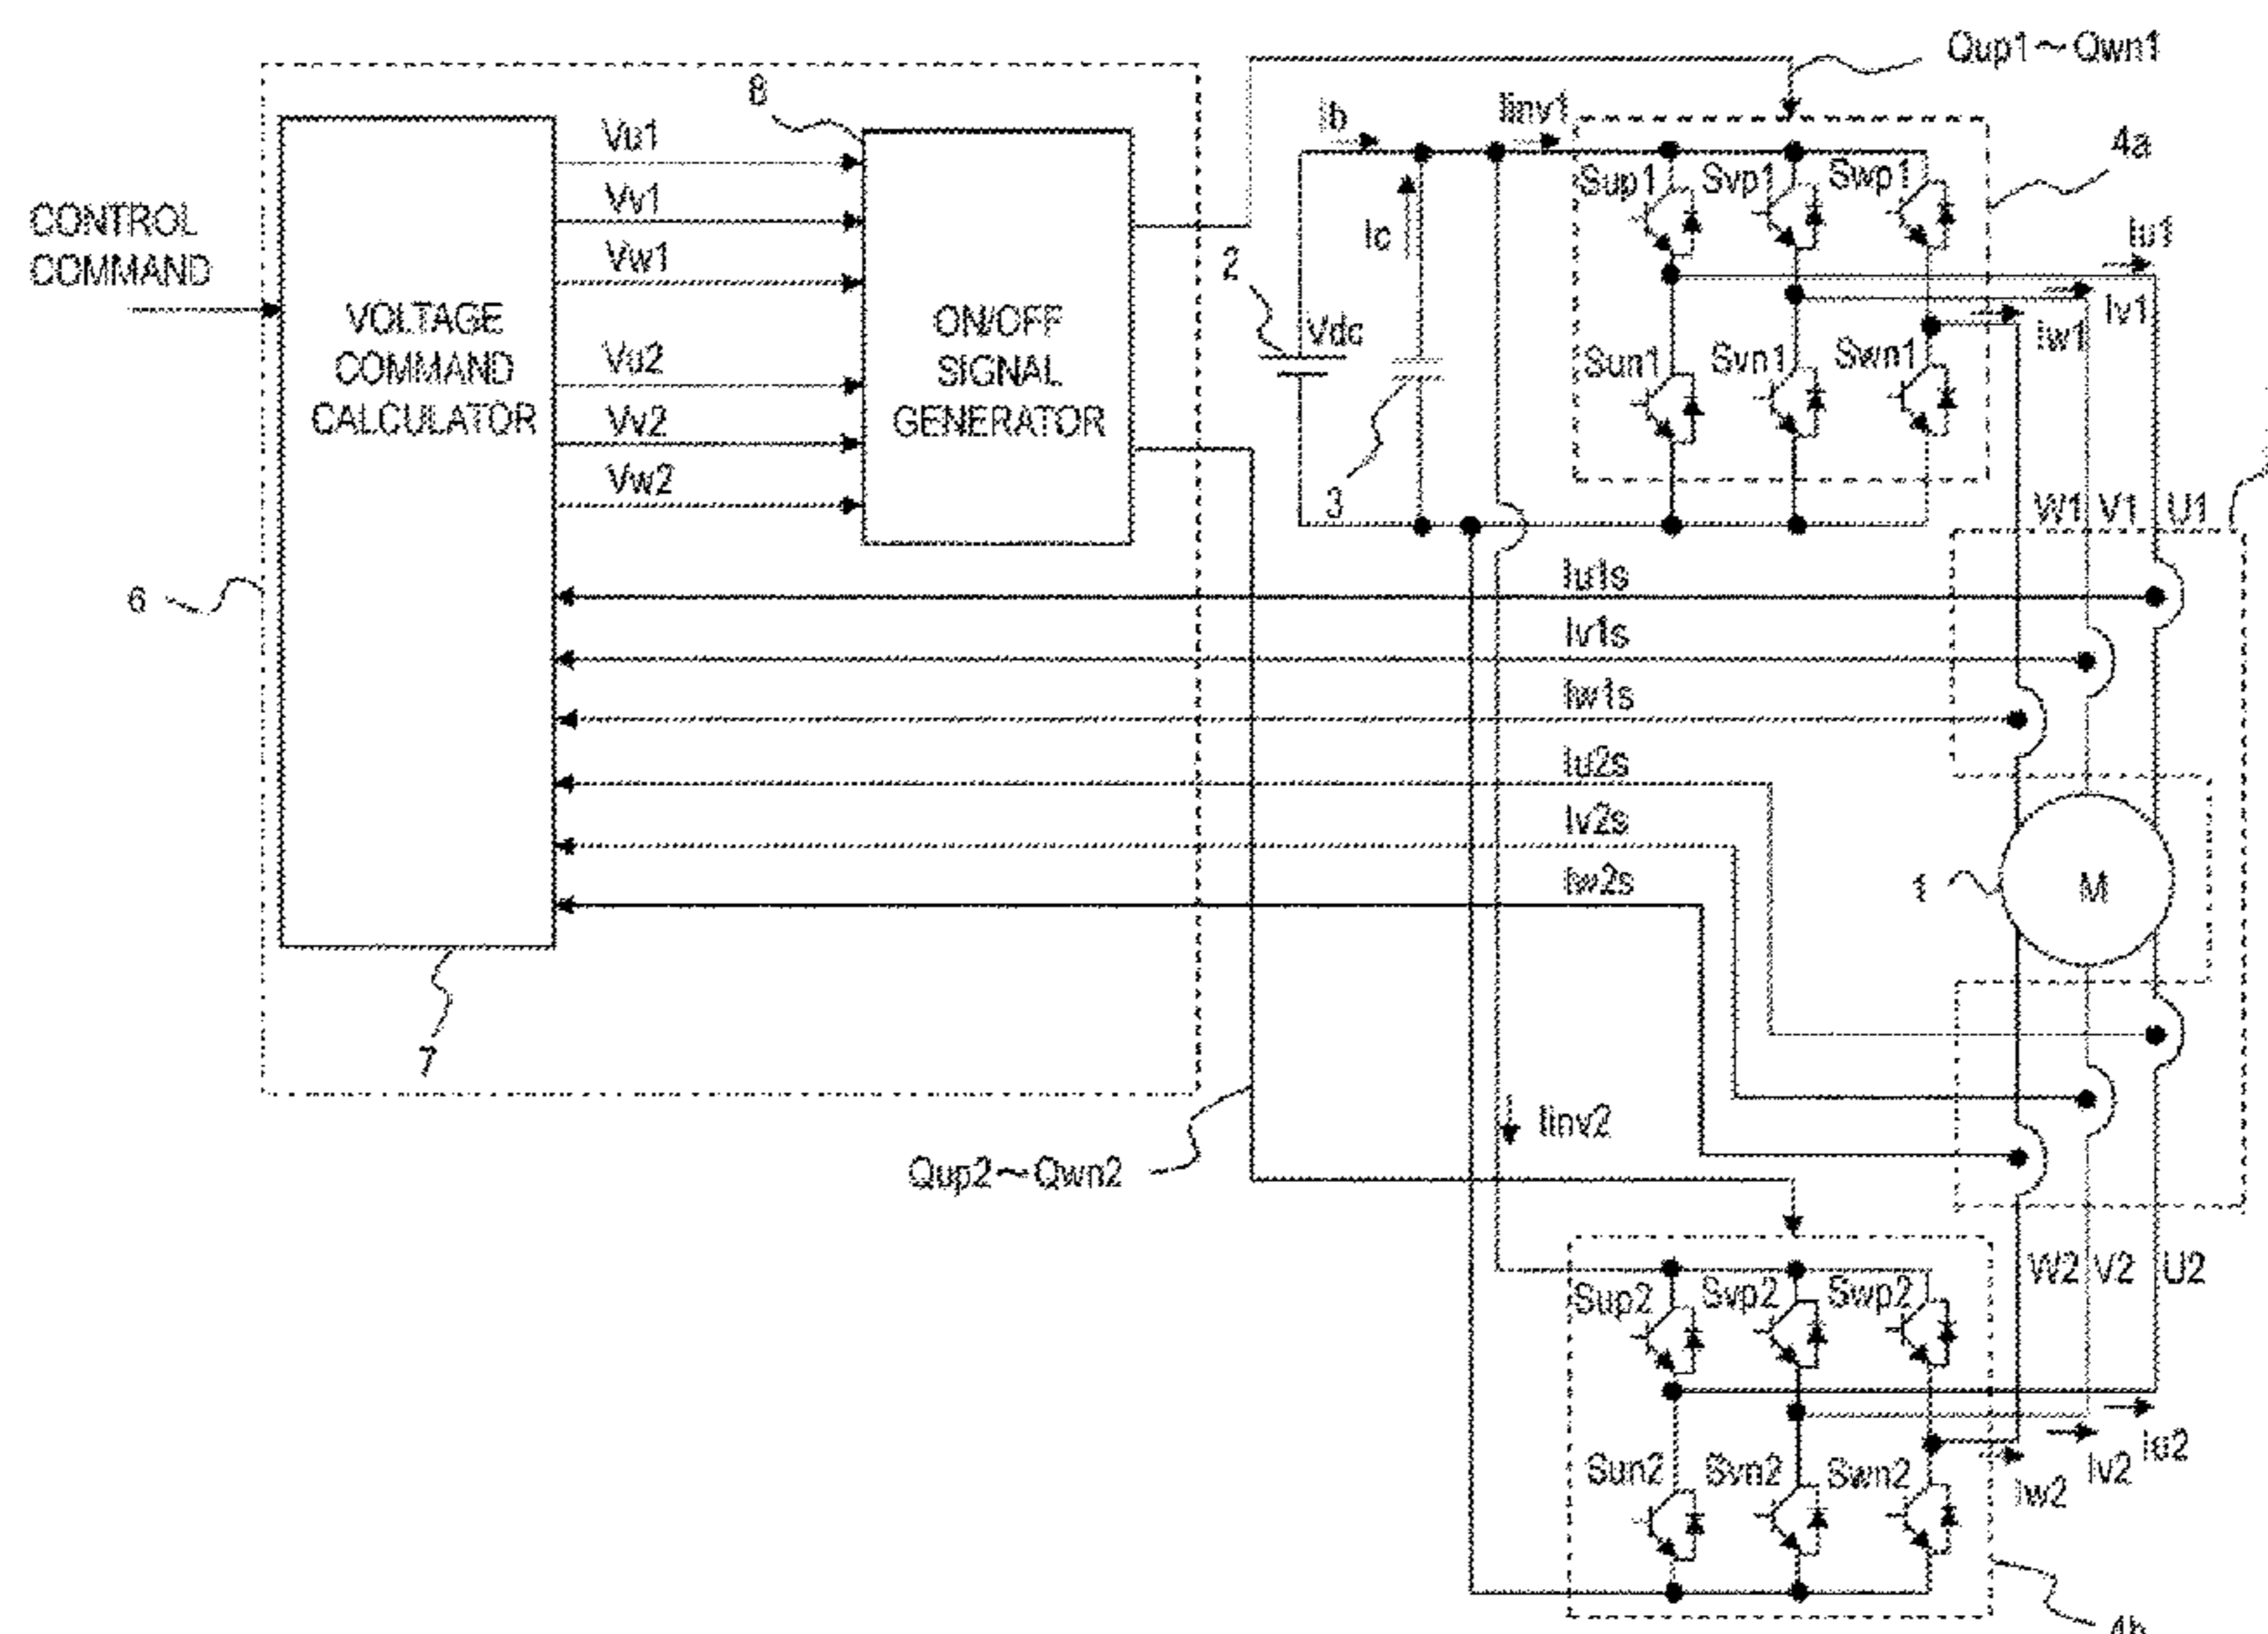 Qup1~Qwn1
8
Ib
Iinv1
4a
Vu1
Sup1
Svp1
Swp1
CONTROL
COMMAND
Vv1
Vw1
Ic
2
Iu1
Iv1
Iw1
VOLTAGE
COMMAND
CALCULATOR
ON/OFF
SIGNAL
GENERATOR
Vdc
Sun1
Svn1
Swn1
Vu2
Vv2
Vw2
3
W1
V1
U1
6
Iu1s
Iv1s
Iw1s
Iu2s
Iv2s
Iw2s
1
M
7
Iinv2
Qup2~Qwn2
W2
V2
U2
Sup2
Svp2
Swp2
Sun2
Svn2
Swn2
Iu2
Iv2
Iw2